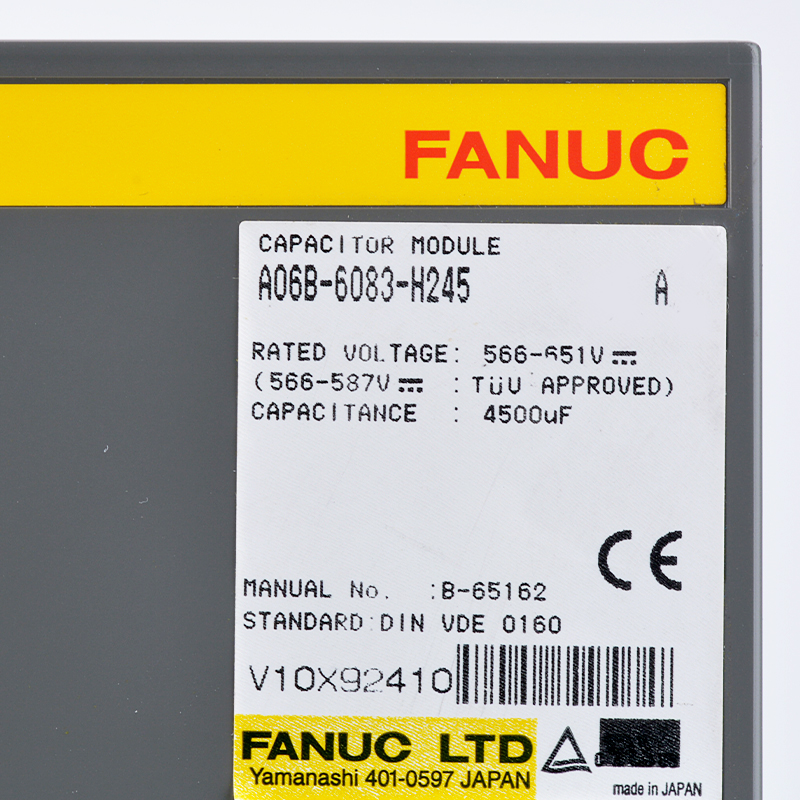 FANUC
CAPACITOR MODULE
A06B-6083-H245 A
RATED VOLTAGE: 566-651V
(566-587V : TÜV APPROVED)
CAPACITANCE : 4500uF
CE
MANUAL No. :B-65162
STANDARD:DIN VDE 0160
V10X92410
FANUC LTD
Yamanashi 401-0597 JAPAN
made in JAPAN